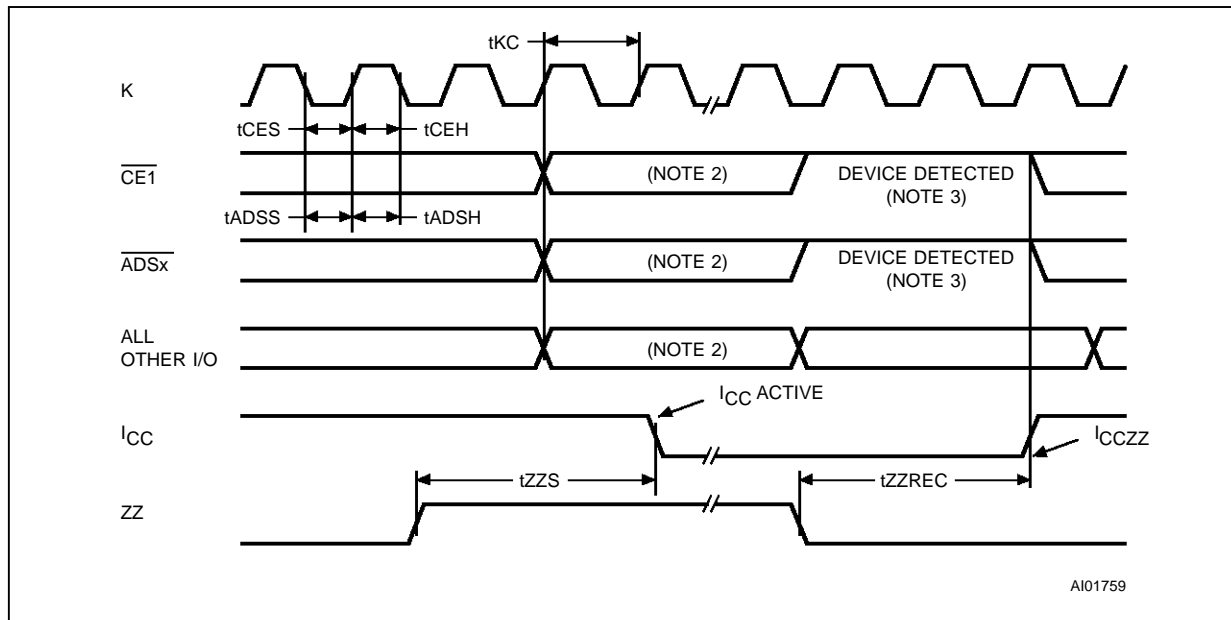 tKC
K
tCES
tCEH
CE1
(NOTE 2)
DEVICE DETECTED
(NOTE 3)
tADSS
tADSH
ADSx
(NOTE 2)
DEVICE DETECTED
(NOTE 3)
ALL
OTHER I/O
(NOTE 2)
ICC ACTIVE
ICC
ICCZZ
tZZS
tZZREC
ZZ
AI01759